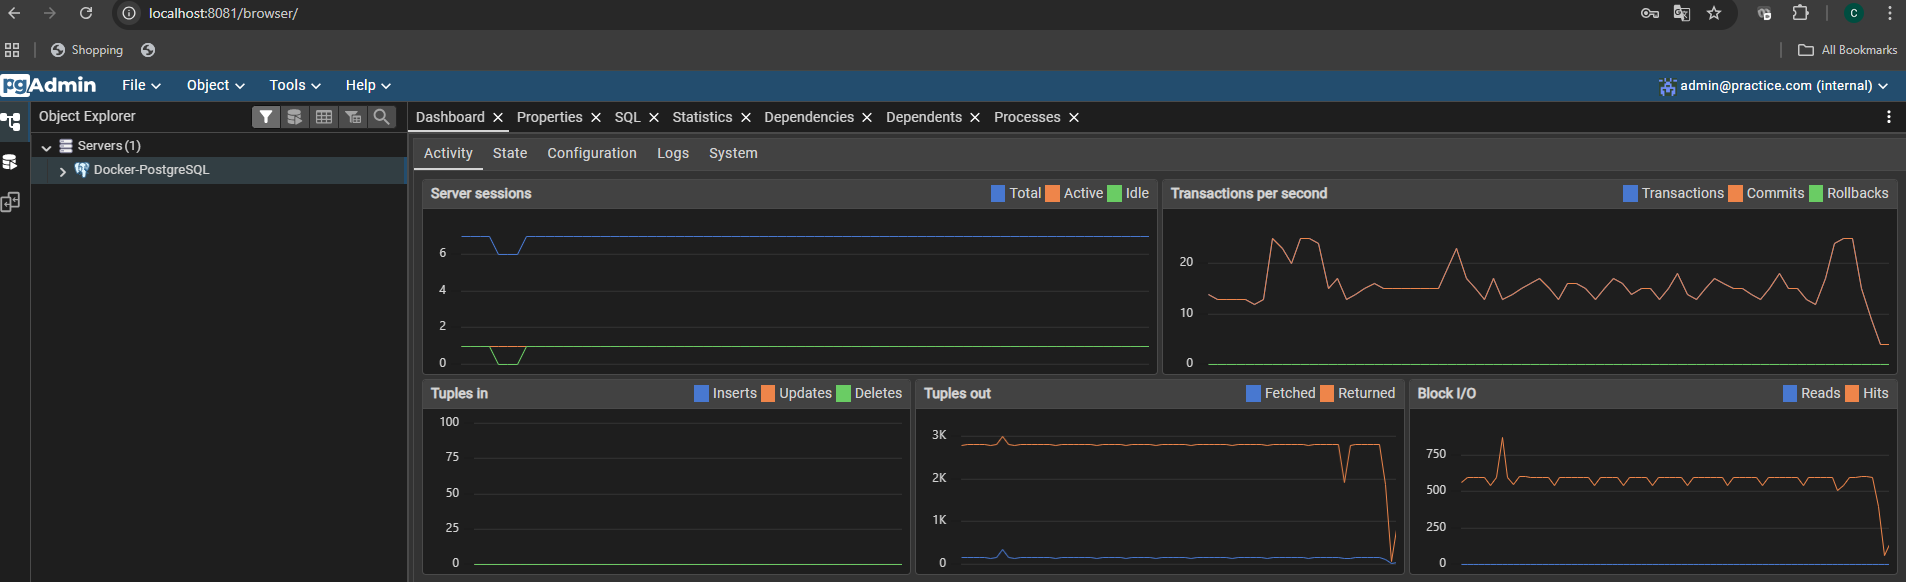 localhost:8081/browser/
Shopping
All Bookmarks
pgAdmin File Object Tools Help admin@practice.com (internal)
Object Explorer
Servers (1)
Docker-PostgreSQL
Dashboard Properties SQL Statistics Dependencies Dependents Processes
Activity State Configuration Logs System
Server sessions Total Active Idle
6
4
2
0
Transactions per second Transactions Commits Rollbacks
20
10
0
Tuples in Inserts Updates Deletes
100
75
50
25
0
Tuples out Fetched Returned
3K
2K
1K
0
Block I/O Reads Hits
750
500
250
0
C